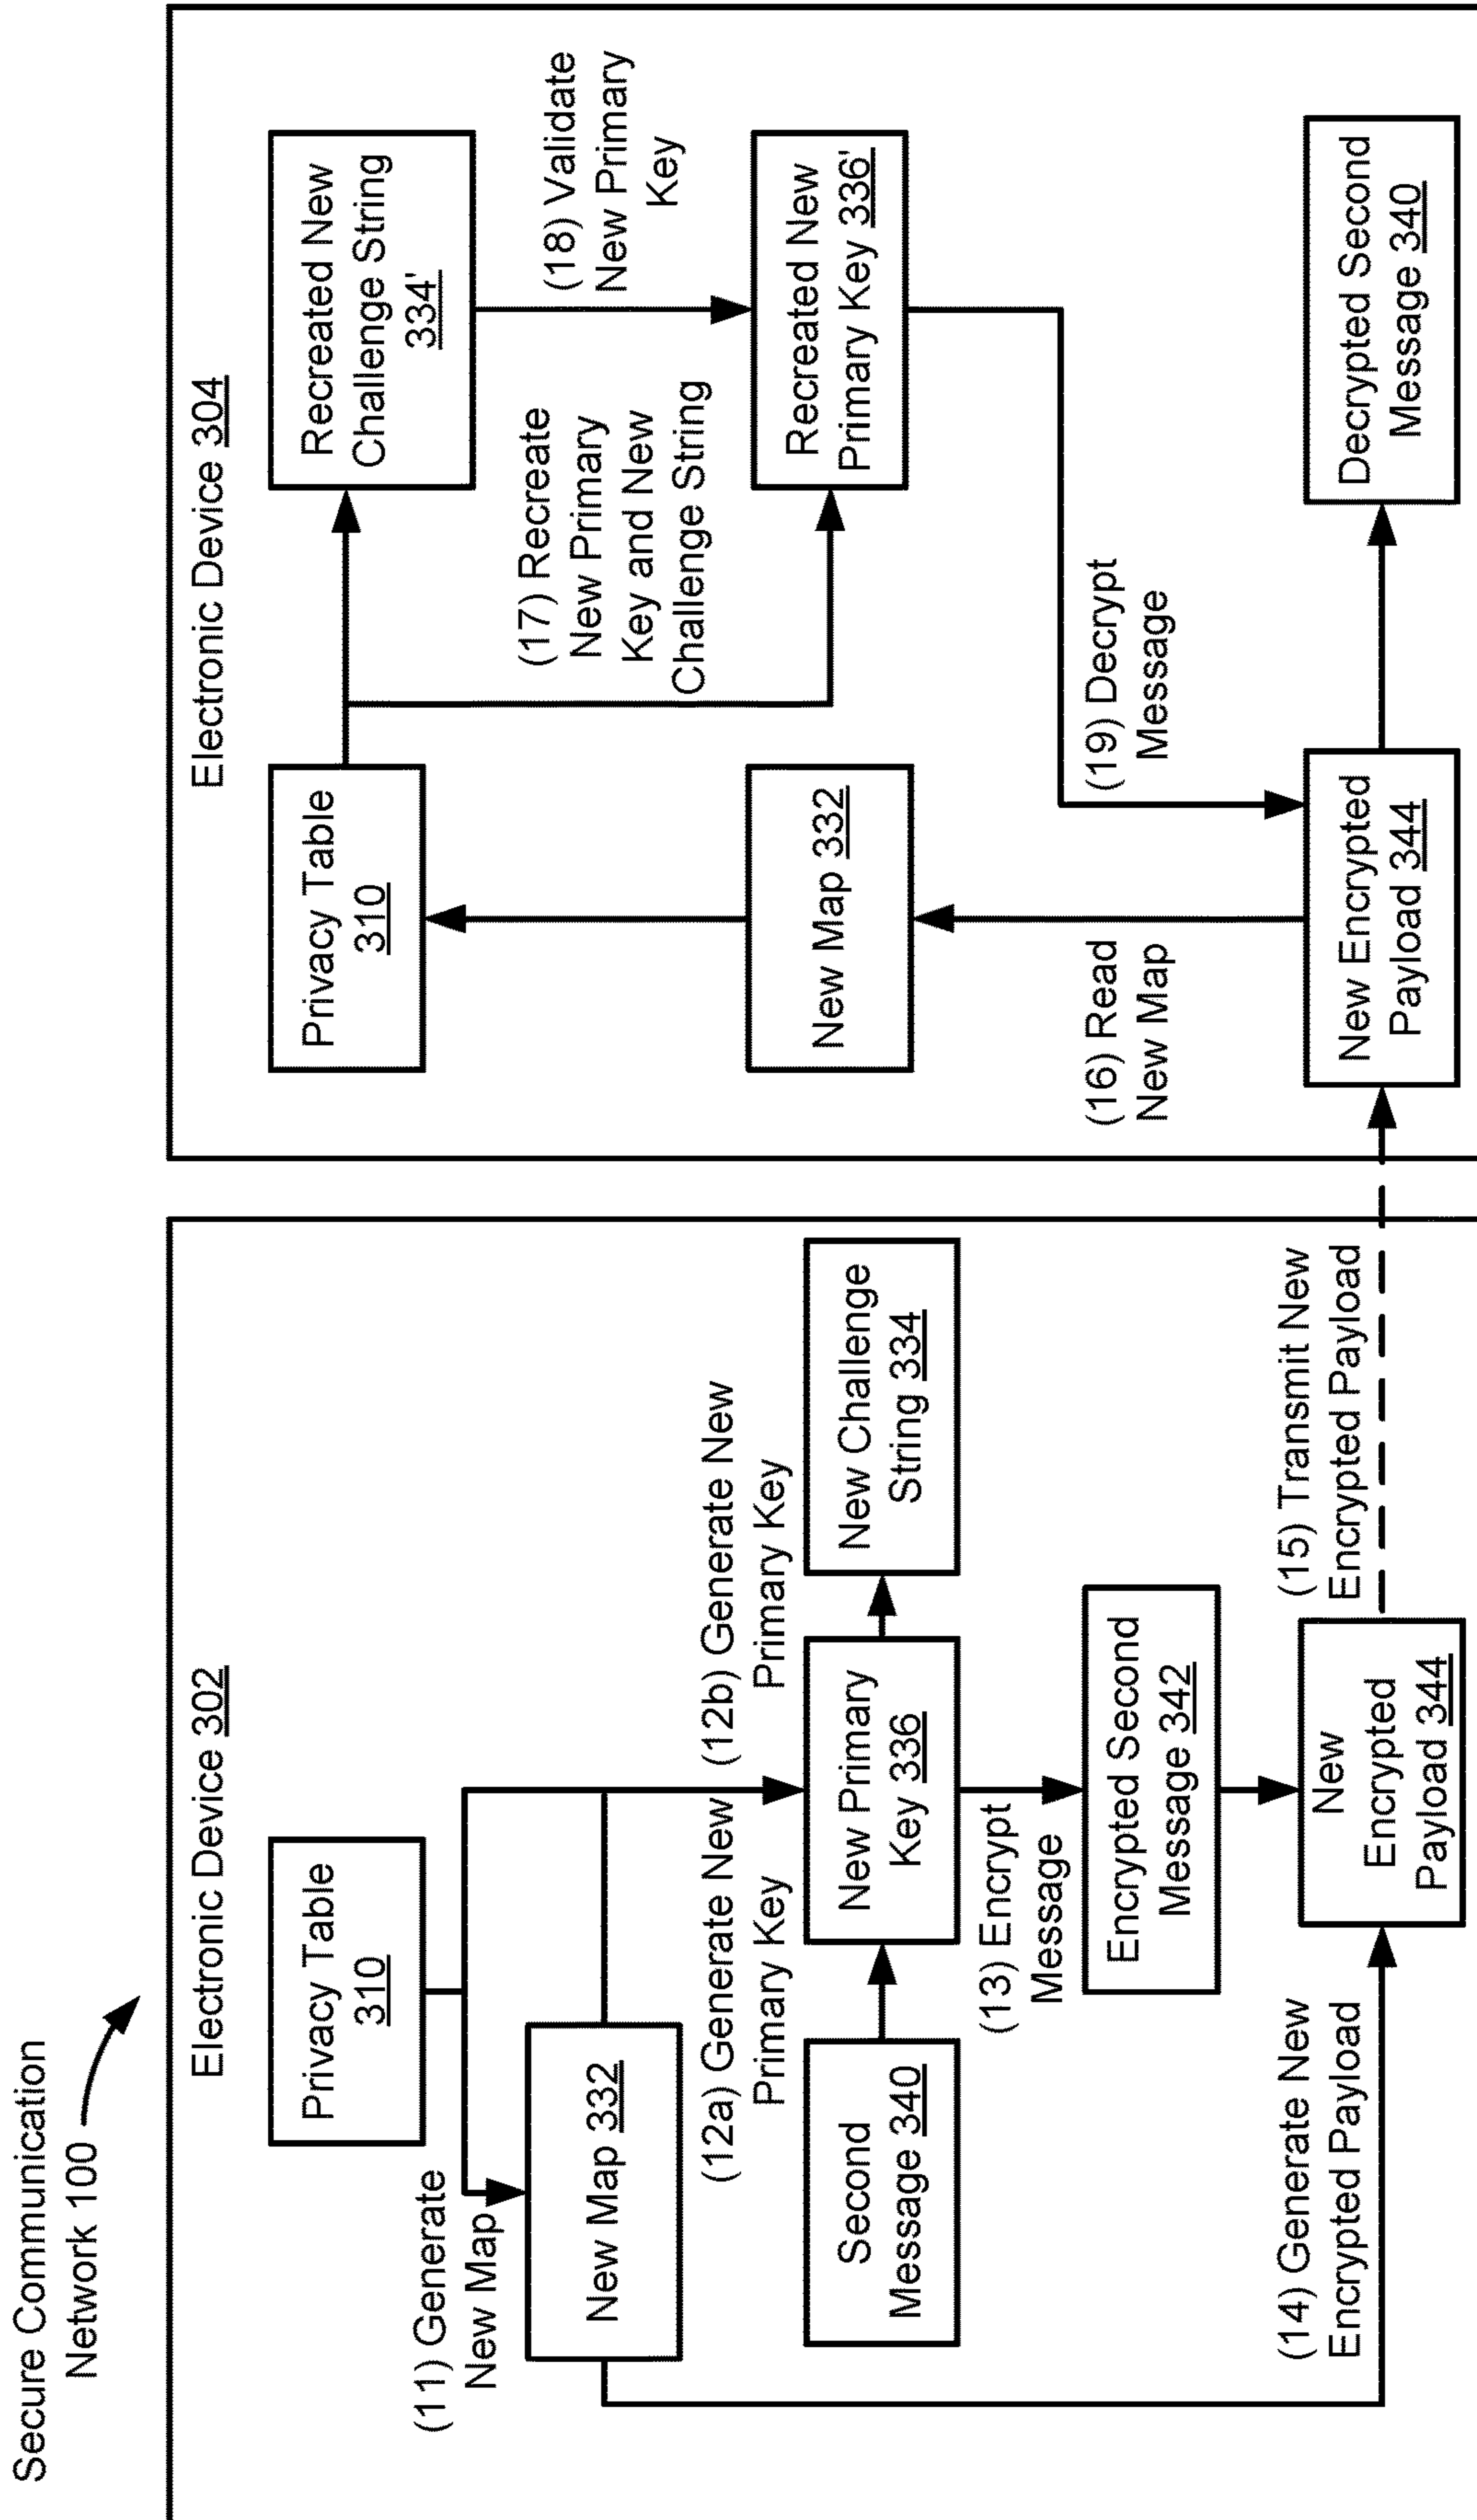 Secure Communication
Network 100
Electronic Device 302
Privacy Table
310
(11) Generate
New Map
New Map 332
(12a) Generate New
Primary Key
(12b) Generate New
Primary Key
Second
Message 340
New Primary
Key 336
New Challenge
String 334
(13) Encrypt
Message
Encrypted Second
Message 342
(14) Generate New
Encrypted Payload
New
Encrypted
Payload 344
(15) Transmit New
Encrypted Payload
Electronic Device 304
Privacy Table
310
Recreated New
Challenge String
334'
(17) Recreate
New Primary
Key and New
Challenge String
(18) Validate
New Primary
Key
New Map 332
Recreated New
Primary Key 336'
(16) Read
New Map
(19) Decrypt
Message
New Encrypted
Payload 344
Decrypted Second
Message 340